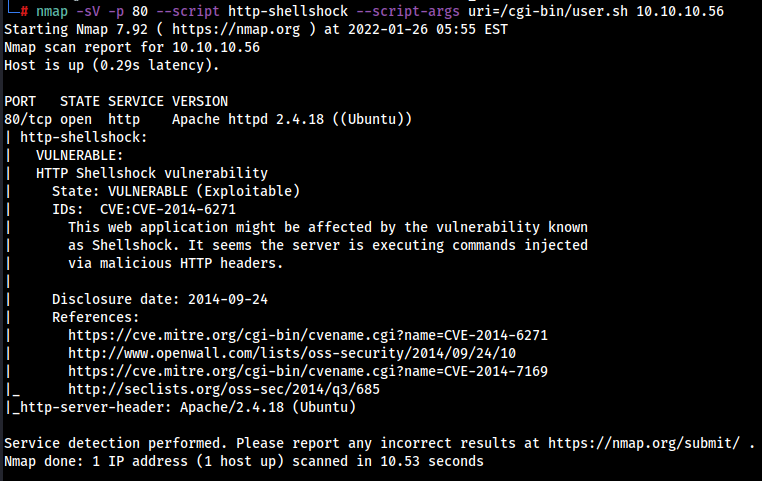 └─# nmap -sV -p 80 --script http-shellshock --script-args uri=/cgi-bin/user.sh 10.10.10.56
Starting Nmap 7.92 ( https://nmap.org ) at 2022-01-26 05:55 EST
Nmap scan report for 10.10.10.56
Host is up (0.29s latency).

PORT   STATE SERVICE VERSION
80/tcp open  http    Apache httpd 2.4.18 ((Ubuntu))
| http-shellshock:
|   VULNERABLE:
|   HTTP Shellshock vulnerability
|     State: VULNERABLE (Exploitable)
|     IDs:  CVE:CVE-2014-6271
|       This web application might be affected by the vulnerability known
|       as Shellshock. It seems the server is executing commands injected
|       via malicious HTTP headers.
|
|     Disclosure date: 2014-09-24
|     References:
|       https://cve.mitre.org/cgi-bin/cvename.cgi?name=CVE-2014-6271
|       http://www.openwall.com/lists/oss-security/2014/09/24/10
|       https://cve.mitre.org/cgi-bin/cvename.cgi?name=CVE-2014-7169
|_      http://seclists.org/oss-sec/2014/q3/685
|_http-server-header: Apache/2.4.18 (Ubuntu)

Service detection performed. Please report any incorrect results at https://nmap.org/submit/ .
Nmap done: 1 IP address (1 host up) scanned in 10.53 seconds